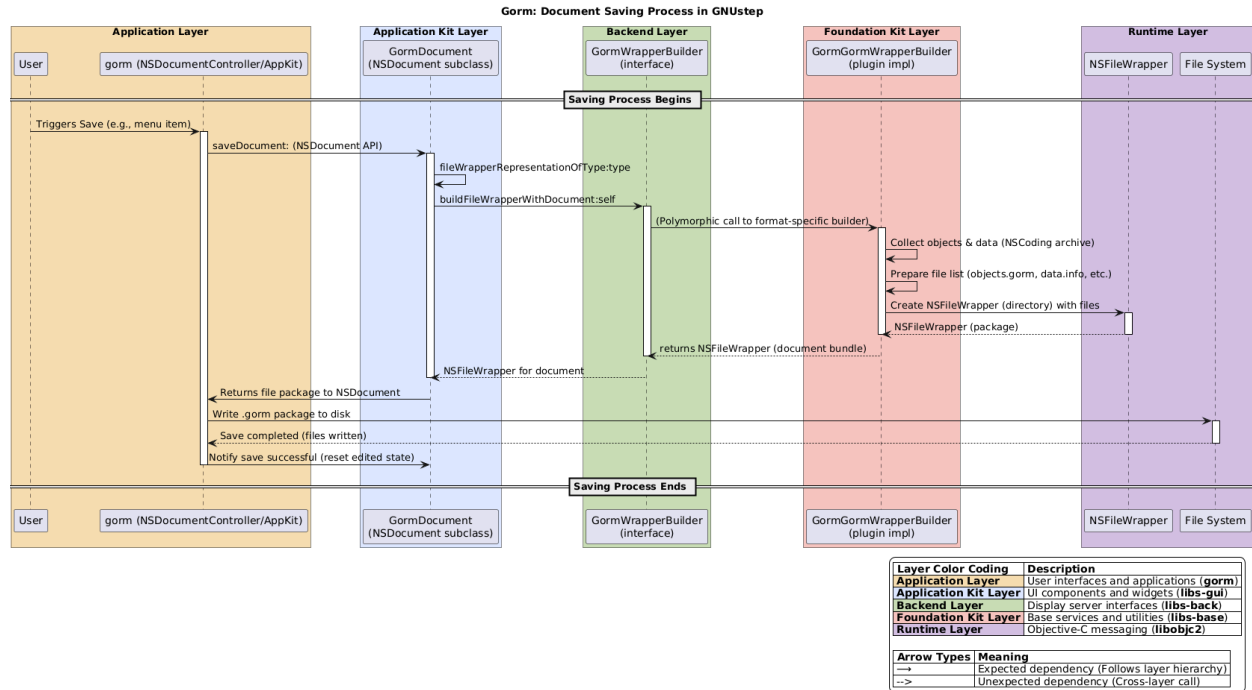 Gorm: Document Saving Process in GNUstep
Application Layer
Application Kit Layer
Backend Layer
Foundation Kit Layer
Runtime Layer
User
gorm (NSDocumentController/AppKit)
GormDocument
(NSDocument subclass)
GormWrapperBuilder
(interface)
GormGormWrapperBuilder
(plugin impl)
NSFileWrapper
File System
Saving Process Begins
Triggers Save (e.g., menu item)
saveDocument: (NSDocument API)
fileWrapperRepresentationOfType:type
buildFileWrapperWithDocument:self
(Polymorphic call to format-specific builder)
Collect objects & data (NSCoding archive)
Prepare file list (objects.gorm, data.info, etc.)
Create NSFileWrapper (directory) with files
NSFileWrapper (package)
returns NSFileWrapper (document bundle)
NSFileWrapper for document
Returns file package to NSDocument
Write .gorm package to disk
Save completed (files written)
Notify save successful (reset edited state)
Saving Process Ends
User
gorm (NSDocumentController/AppKit)
GormDocument
(NSDocument subclass)
GormWrapperBuilder
(interface)
GormGormWrapperBuilder
(plugin impl)
NSFileWrapper
File System
Layer Color Coding Description
Application Layer User interfaces and applications (gorm)
Application Kit Layer UI components and widgets (libs-gui)
Backend Layer Display server interfaces (libs-back)
Foundation Kit Layer Base services and utilities (libs-base)
Runtime Layer Objective-C messaging (libobjc2)
Arrow Types Meaning
⟶ Expected dependency (Follows layer hierarchy)
--> Unexpected dependency (Cross-layer call)